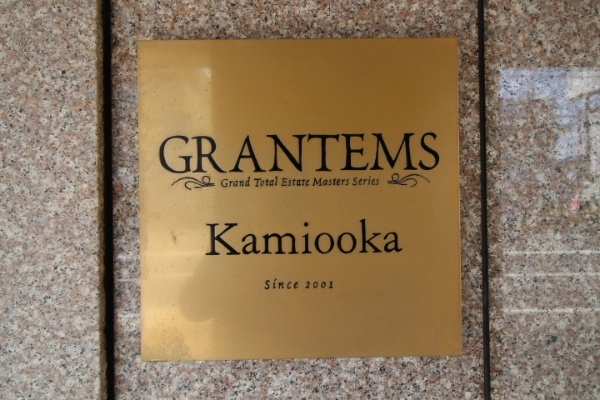 GRANTEMS
Grand Total Estate Masters Series
Kamiooka
Since 2001